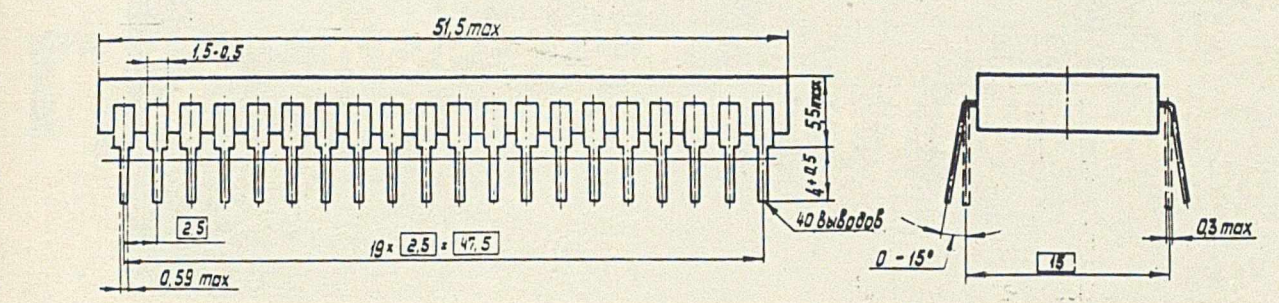 51,5 max
1,5-0,5
5,5 max
4+0,5
40 выводов
2.5
19 × 2,5 = 47,5
0,59 max
0 - 15°
0,3 max
15